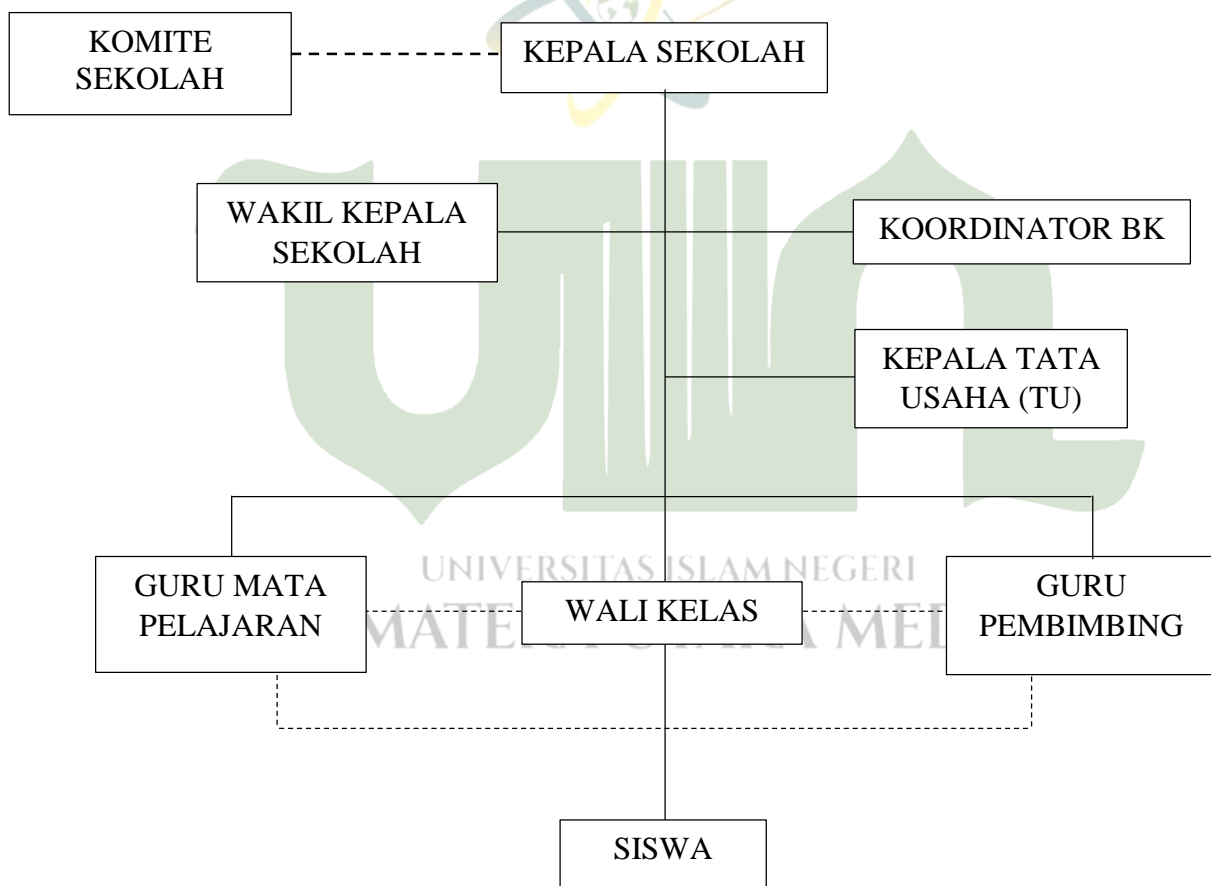 KOMITE
SEKOLAH
KEPALA SEKOLAH
WAKIL KEPALA
SEKOLAH
KOORDINATOR BK
KEPALA TATA
USAHA (TU)
UNIVERSITAS ISLAM NEGERI
GURU MATA
PELAJARAN
WALI KELAS
GURU
PEMBIMBING
SISWA